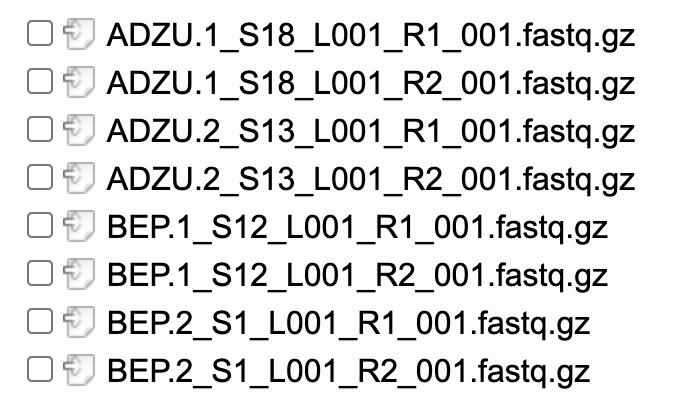 ADZU.1_S18_L001_R1_001.fastq.gz
ADZU.1_S18_L001_R2_001.fastq.gz
ADZU.2_S13_L001_R1_001.fastq.gz
ADZU.2_S13_L001_R2_001.fastq.gz
BEP.1_S12_L001_R1_001.fastq.gz
BEP.1_S12_L001_R2_001.fastq.gz
BEP.2_S1_L001_R1_001.fastq.gz
BEP.2_S1_L001_R2_001.fastq.gz